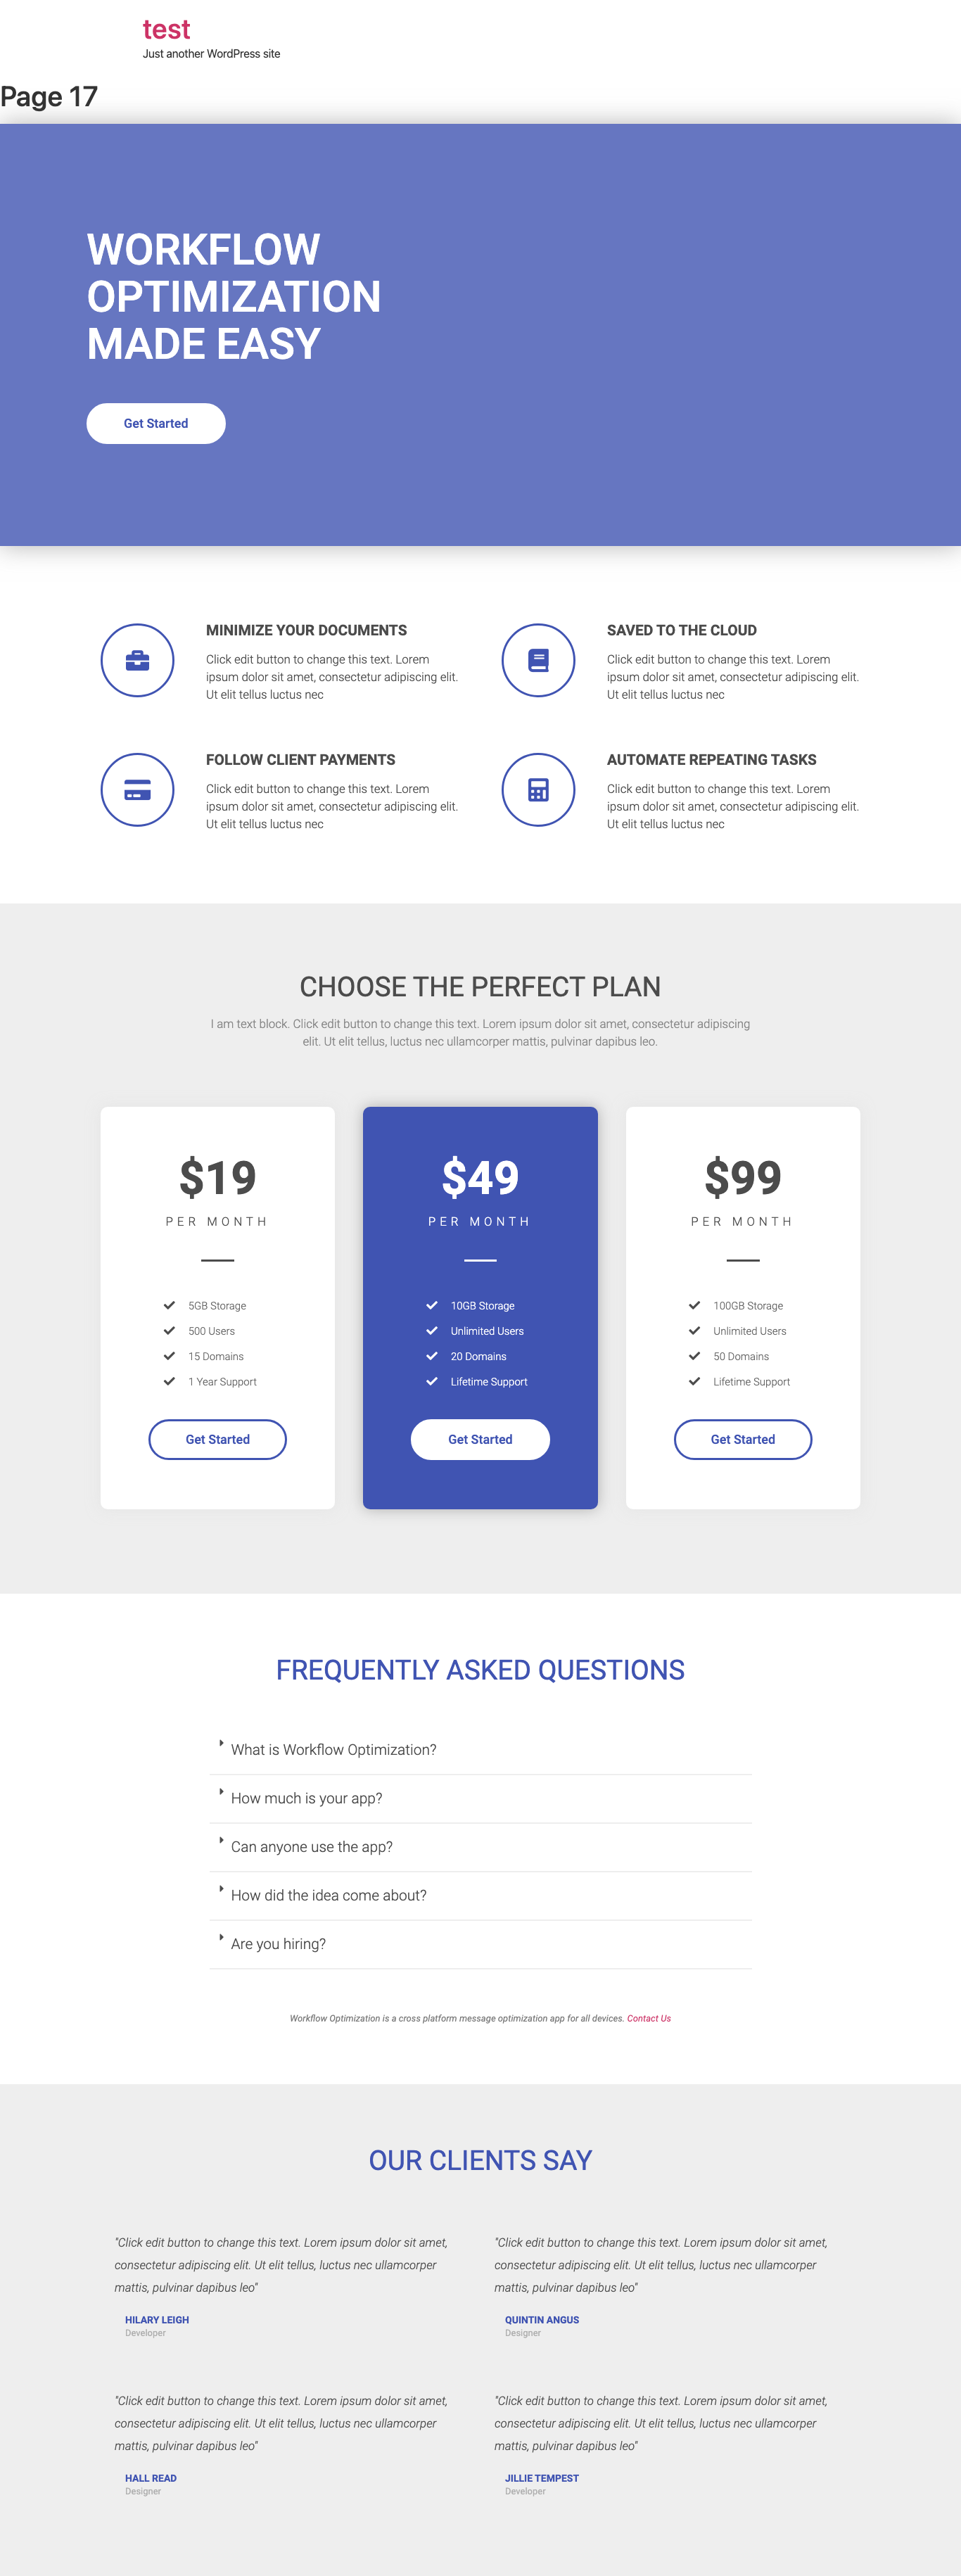 test
Just another WordPress site
Page 17
WORKFLOW
OPTIMIZATION
MADE EASY
Get Started
MINIMIZE YOUR DOCUMENTS
Click edit button to change this text. Lorem
ipsum dolor sit amet, consectetur adipiscing elit.
Ut elit tellus luctus nec
SAVED TO THE CLOUD
Click edit button to change this text. Lorem
ipsum dolor sit amet, consectetur adipiscing elit.
Ut elit tellus luctus nec
FOLLOW CLIENT PAYMENTS
Click edit button to change this text. Lorem
ipsum dolor sit amet, consectetur adipiscing elit.
Ut elit tellus luctus nec
AUTOMATE REPEATING TASKS
Click edit button to change this text. Lorem
ipsum dolor sit amet, consectetur adipiscing elit.
Ut elit tellus luctus nec
CHOOSE THE PERFECT PLAN
I am text block. Click edit button to change this text. Lorem ipsum dolor sit amet, consectetur adipiscing
elit. Ut elit tellus, luctus nec ullamcorper mattis, pulvinar dapibus leo.
$19
PER MONTH
5GB Storage
500 Users
15 Domains
1 Year Support
Get Started
$49
PER MONTH
10GB Storage
Unlimited Users
20 Domains
Lifetime Support
Get Started
$99
PER MONTH
100GB Storage
Unlimited Users
50 Domains
Lifetime Support
Get Started
FREQUENTLY ASKED QUESTIONS
What is Workflow Optimization?
How much is your app?
Can anyone use the app?
How did the idea come about?
Are you hiring?
Workflow Optimization is a cross platform message optimization app for all devices. Contact Us
OUR CLIENTS SAY
"Click edit button to change this text. Lorem ipsum dolor sit amet,
consectetur adipiscing elit. Ut elit tellus, luctus nec ullamcorper
mattis, pulvinar dapibus leo"
HILARY LEIGH
Developer
"Click edit button to change this text. Lorem ipsum dolor sit amet,
consectetur adipiscing elit. Ut elit tellus, luctus nec ullamcorper
mattis, pulvinar dapibus leo"
QUINTIN ANGUS
Designer
"Click edit button to change this text. Lorem ipsum dolor sit amet,
consectetur adipiscing elit. Ut elit tellus, luctus nec ullamcorper
mattis, pulvinar dapibus leo"
HALL READ
Designer
"Click edit button to change this text. Lorem ipsum dolor sit amet,
consectetur adipiscing elit. Ut elit tellus, luctus nec ullamcorper
mattis, pulvinar dapibus leo"
JILLIE TEMPEST
Developer